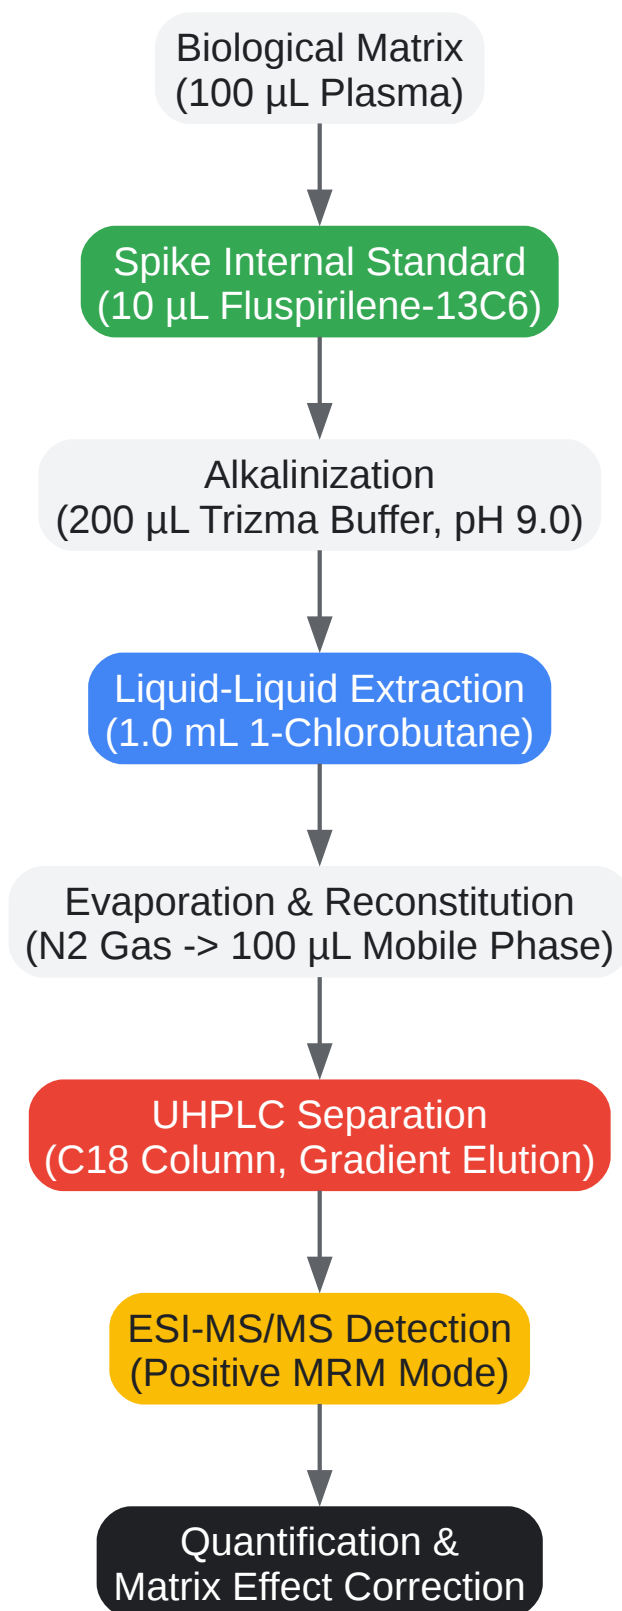 Biological Matrix
(100 µL Plasma)
Spike Internal Standard
(10 µL Fluspirilene-13C6)
Alkalinization
(200 µL Trizma Buffer, pH 9.0)
Liquid-Liquid Extraction
(1.0 mL 1-Chlorobutane)
Evaporation & Reconstitution
(N2 Gas -> 100 µL Mobile Phase)
UHPLC Separation
(C18 Column, Gradient Elution)
ESI-MS/MS Detection
(Positive MRM Mode)
Quantification &
Matrix Effect Correction